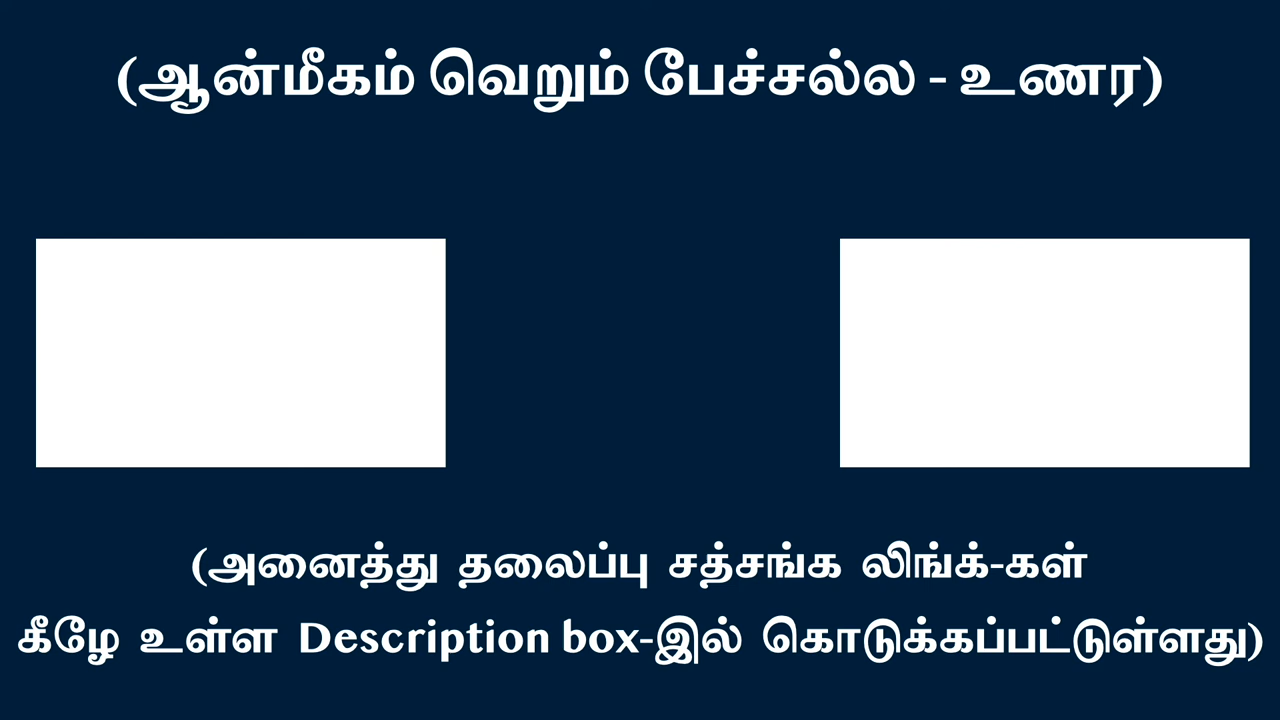 (ஆன்மீகம் வெறும் பேச்சல்ல - உணர)
(அனைத்து தலைப்பு சத்சங்க லிங்க்-கள்
கீழே உள்ள Description box-இல் கொடுக்கப்பட்டுள்ளது)